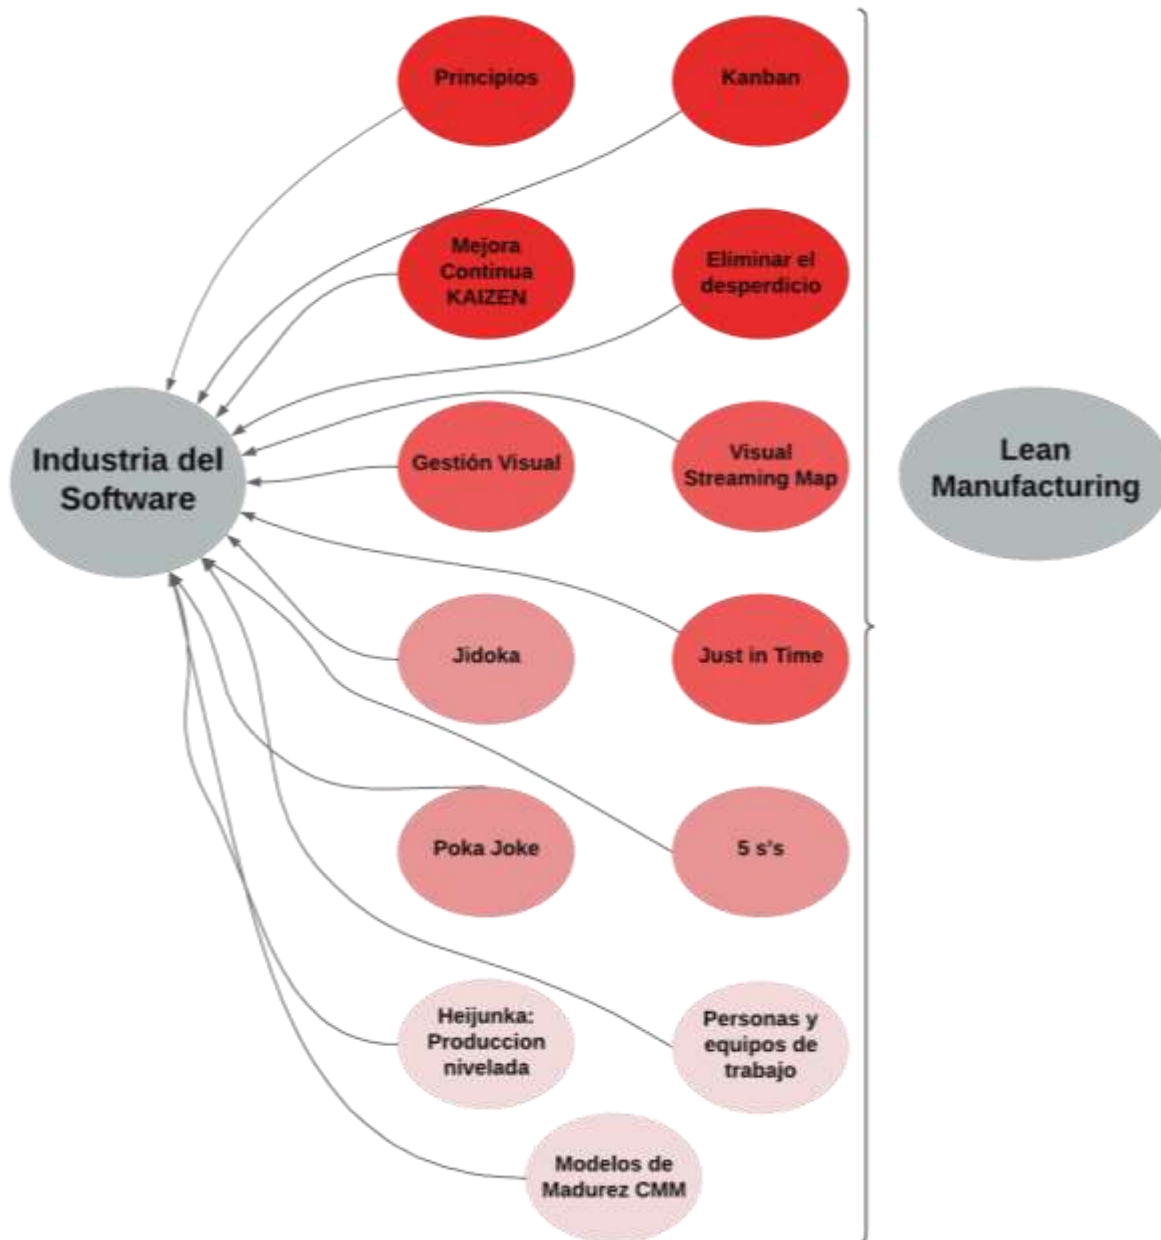 Principios
Kanban
Mejora
Continua
KAIZEN
Eliminar el
desperdicio
Industria del
Software
Gestión Visual
Visual
Streaming Map
Lean
Manufacturing
Jidoka
Just in Time
Poka Joke
5 s's
Heijunka:
Produccion
nivelada
Personas y
equipos de
trabajo
Modelos de
Madurez CMM